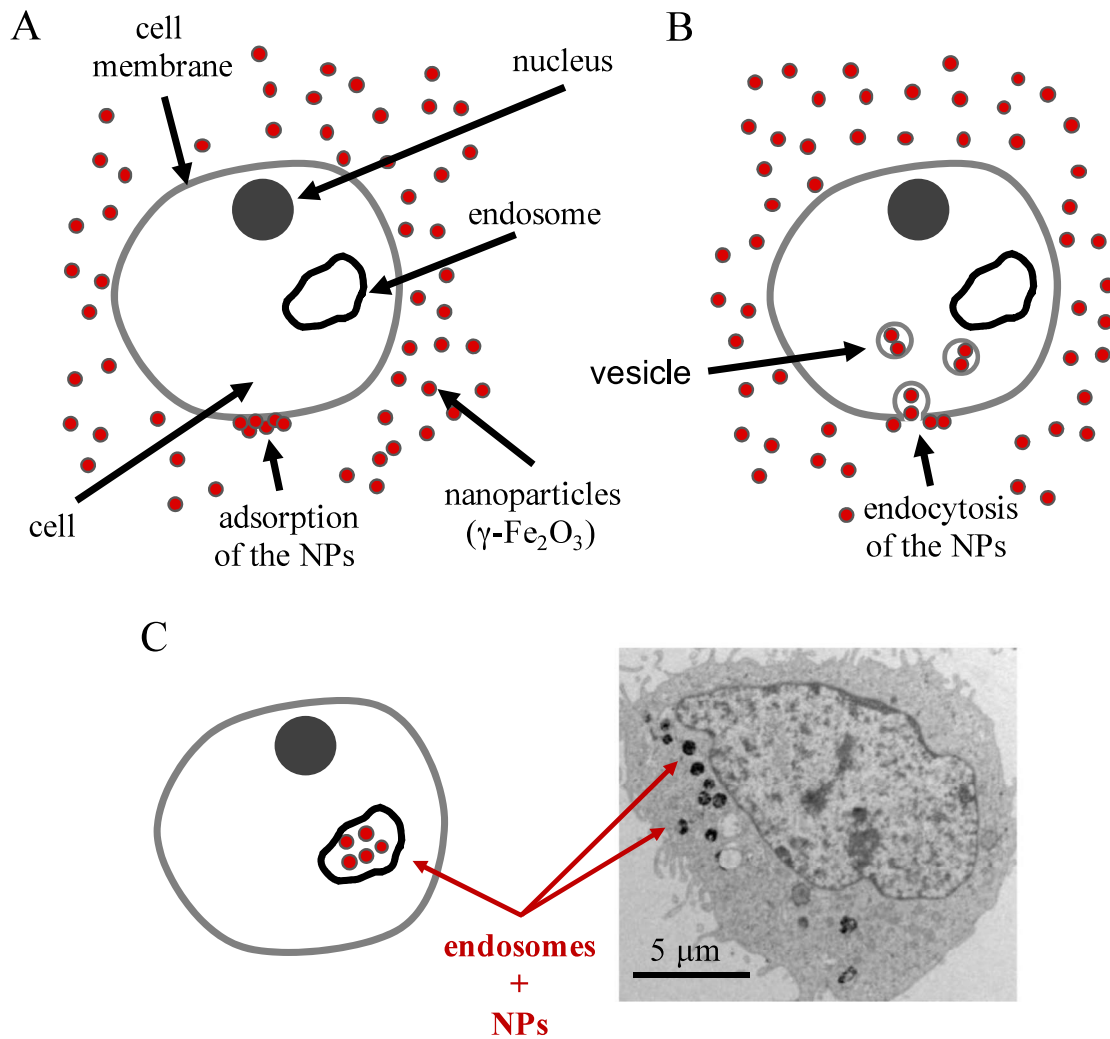 A
cell
membrane
nucleus
endosome
cell
adsorption
of the NPs
nanoparticles
(γ-Fe₂O₃)
B
vesicle
endocytosis
of the NPs
C
endosomes
+
NPs
5 μm